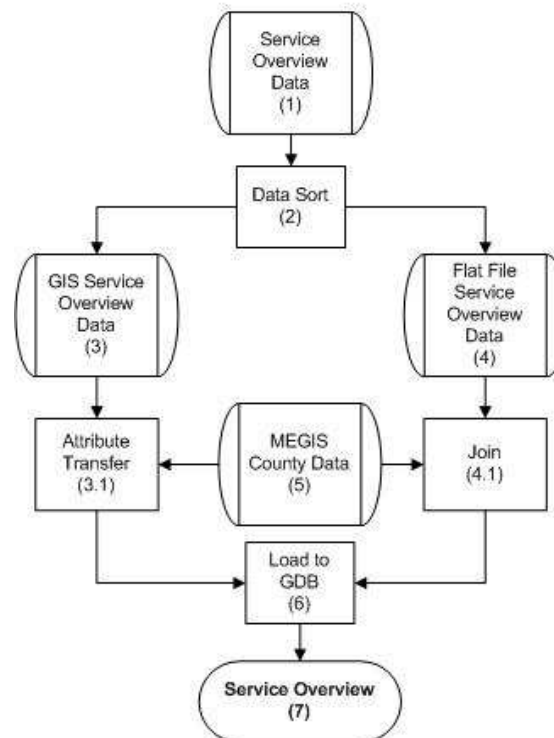 Service
Overview
Data
(1)
Data Sort
(2)
GIS Service
Overview
Data
(3)
Flat File
Service
Overview
Data
(4)
Attribute
Transfer
(3.1)
MEGIS
County Data
(5)
Join
(4.1)
Load to
GDB
(6)
Service Overview
(7)